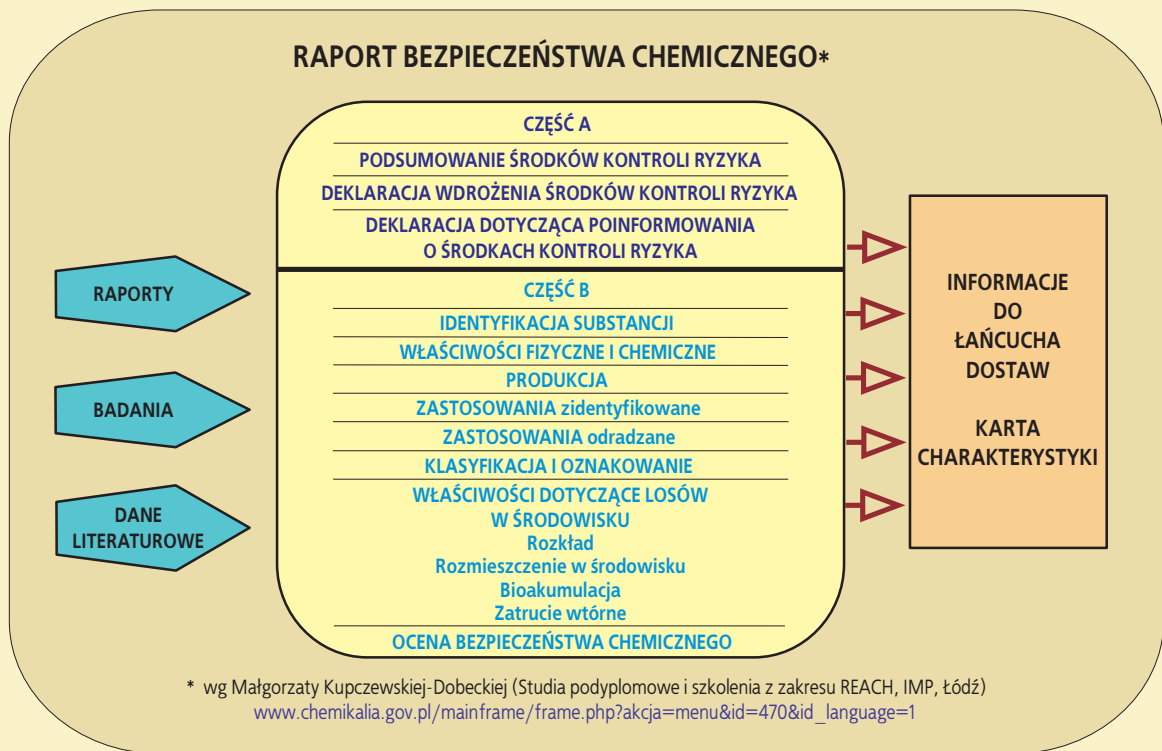 RAPORT BEZPIECZEŃSTWA CHEMICZNEGO*
CZĘŚĆ A
PODSUMOWANIE ŚRODKÓW KONTROLI RYZYKA
DEKLARACJA WDROŻENIA ŚRODKÓW KONTROLI RYZYKA
DEKLARACJA DOTYCZĄCA POINFORMOWANIA
O ŚRODKACH KONTROLI RYZYKA
RAPORTY
BADANIA
DANE
LITERATUROWE
CZĘŚĆ B
IDENTYFIKACJA SUBSTANCJI
WŁAŚCIWOŚCI FIZYCZNE I CHEMICZNE
PRODUKCJA
ZASTOSOWANIA zidentyfikowane
ZASTOSOWANIA odradzane
KLASYFIKACJA I OZNAKOWANIE
WŁAŚCIWOŚCI DOTYCZĄCE LOSÓW
W ŚRODOWISKU
Rozkład
Rozmieszczenie w środowisku
Bioakumulacja
Zatrucie wtórne
OCENA BEZPIECZEŃSTWA CHEMICZNEGO
INFORMACJE
DO
ŁAŃCUCHA
DOSTAW
KARTA
CHARAKTERYSTYKI
* wg Małgorzaty Kupczewskiej-Dobeckiej (Studia podyplomowe i szkolenia z zakresu REACH, IMP, Łódź)
www.chemikalia.gov.pl/mainframe/frame.php?akcja=menu&id=470&id_language=1